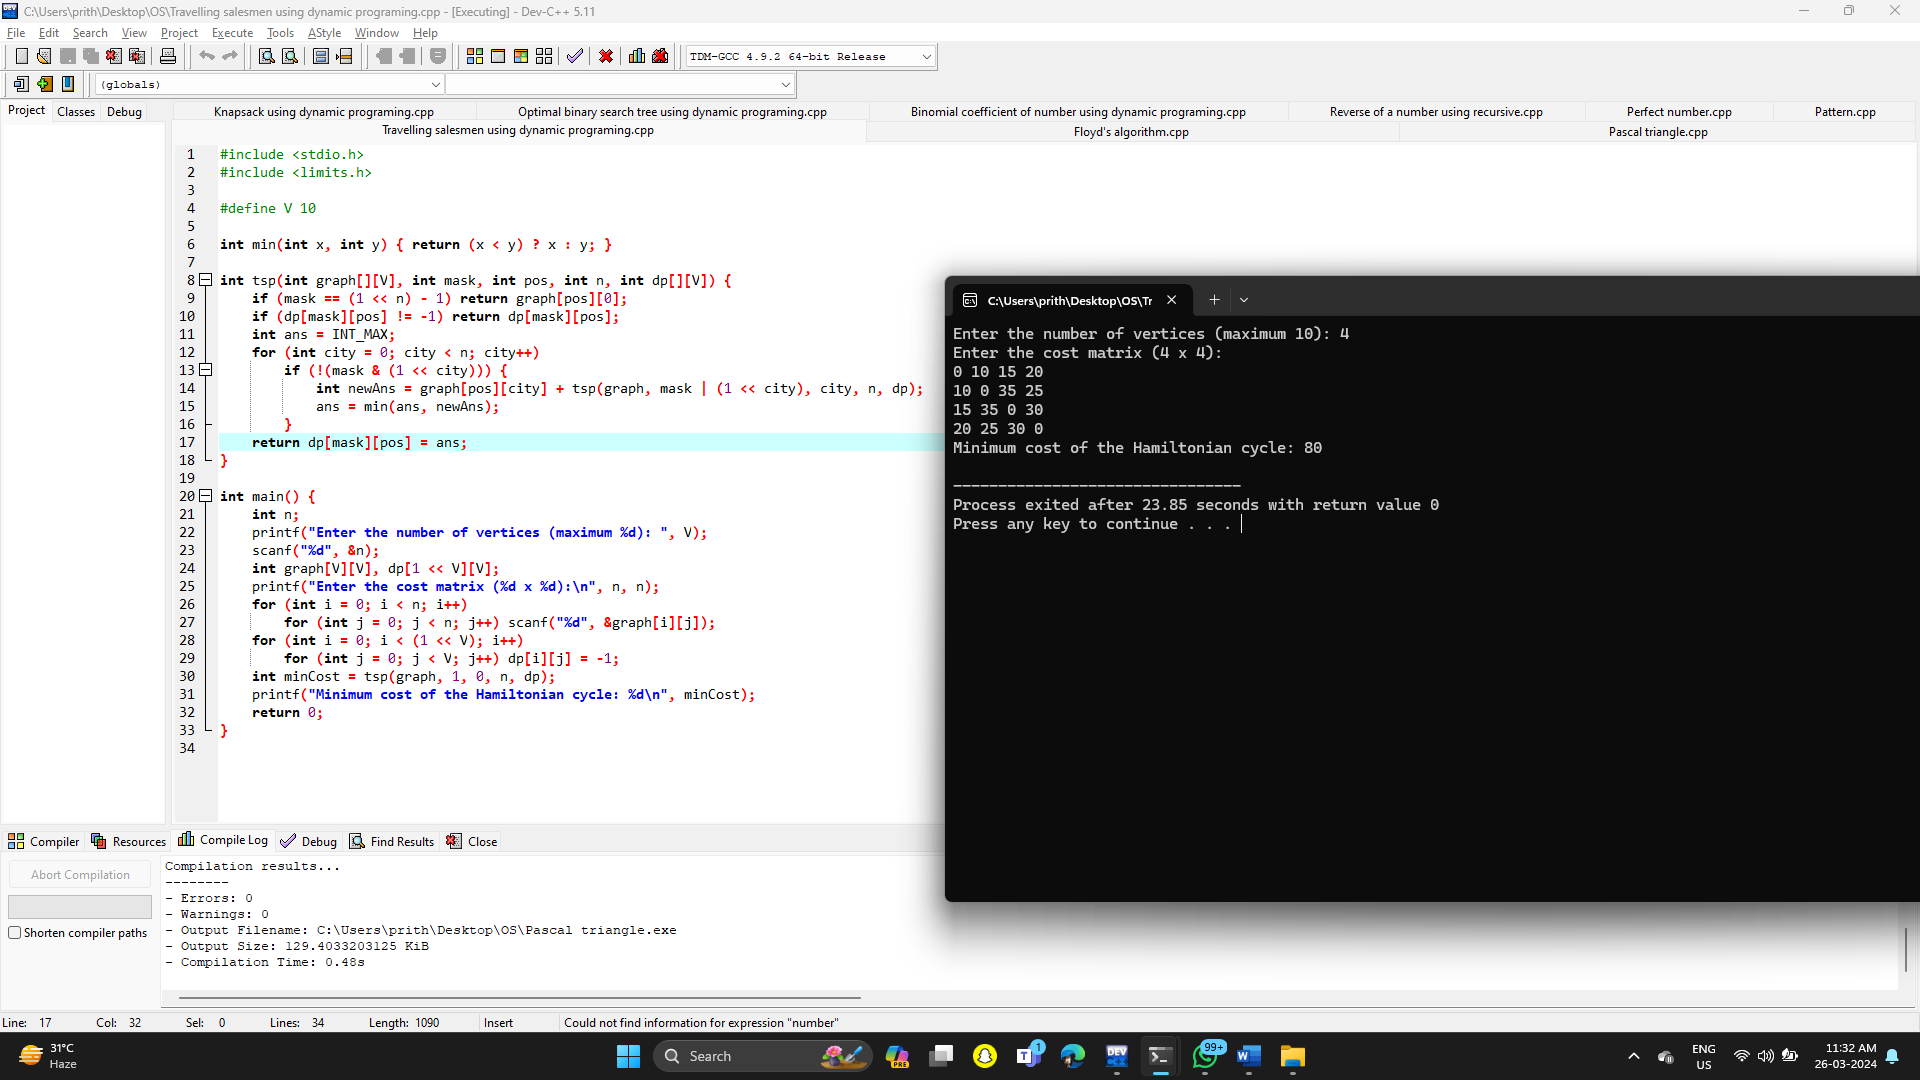 C:\Users\prith\Desktop\OS\Travelling salesmen using dynamic programing.cpp - [Executing] - Dev-C++ 5.11
File Edit Search View Project Execute Tools AStyle Window Help
TDM-GCC 4.9.2 64-bit Release
(globals)
Project Classes Debug
Knapsack using dynamic programing.cpp Optimal binary search tree using dynamic programing.cpp Binomial coefficient of number using dynamic programing.cpp Reverse of a number using recursive.cpp Perfect number.cpp Pattern.cpp
Travelling salesmen using dynamic programing.cpp Floyd's algorithm.cpp Pascal triangle.cpp
1 #include <stdio.h>
2 #include <limits.h>
3
4 #define V 10
5
6 int min(int x, int y) { return (x < y) ? x : y; }
7
8 int tsp(int graph[][V], int mask, int pos, int n, int dp[][V]) {
9 if (mask == (1 << n) - 1) return graph[pos][0];
10 if (dp[mask][pos] != -1) return dp[mask][pos];
11 int ans = INT_MAX;
12 for (int city = 0; city < n; city++)
13 if (!(mask & (1 << city))) {
14 int newAns = graph[pos][city] + tsp(graph, mask | (1 << city), city, n, dp);
15 ans = min(ans, newAns);
16 }
17 return dp[mask][pos] = ans;
18 }
19
20 int main() {
21 int n;
22 printf("Enter the number of vertices (maximum %d): ", V);
23 scanf("%d", &n);
24 int graph[V][V], dp[1 << V][V];
25 printf("Enter the cost matrix (%d x %d):\n", n, n);
26 for (int i = 0; i < n; i++)
27 for (int j = 0; j < n; j++) scanf("%d", &graph[i][j]);
28 for (int i = 0; i < (1 << V); i++)
29 for (int j = 0; j < V; j++) dp[i][j] = -1;
30 int minCost = tsp(graph, 1, 0, n, dp);
31 printf("Minimum cost of the Hamiltonian cycle: %d\n", minCost);
32 return 0;
33 }
34
C:\Users\prith\Desktop\OS\Tr
Enter the number of vertices (maximum 10): 4
Enter the cost matrix (4 x 4):
0 10 15 20
10 0 35 25
15 35 0 30
20 25 30 0
Minimum cost of the Hamiltonian cycle: 80
--------------------------------
Process exited after 23.85 seconds with return value 0
Press any key to continue . . .
Compiler Resources Compile Log Debug Find Results Close
Abort Compilation
Shorten compiler paths
Compilation results...
--------
- Errors: 0
- Warnings: 0
- Output Filename: C:\Users\prith\Desktop\OS\Pascal triangle.exe
- Output Size: 129.4033203125 KiB
- Compilation Time: 0.48s
Line: 17 Col: 32 Sel: 0 Lines: 34 Length: 1090 Insert Could not find information for expression "number"
31°C
Haze
Search
PRE
1
DEV
99+
W
ENG
US
11:32 AM
26-03-2024